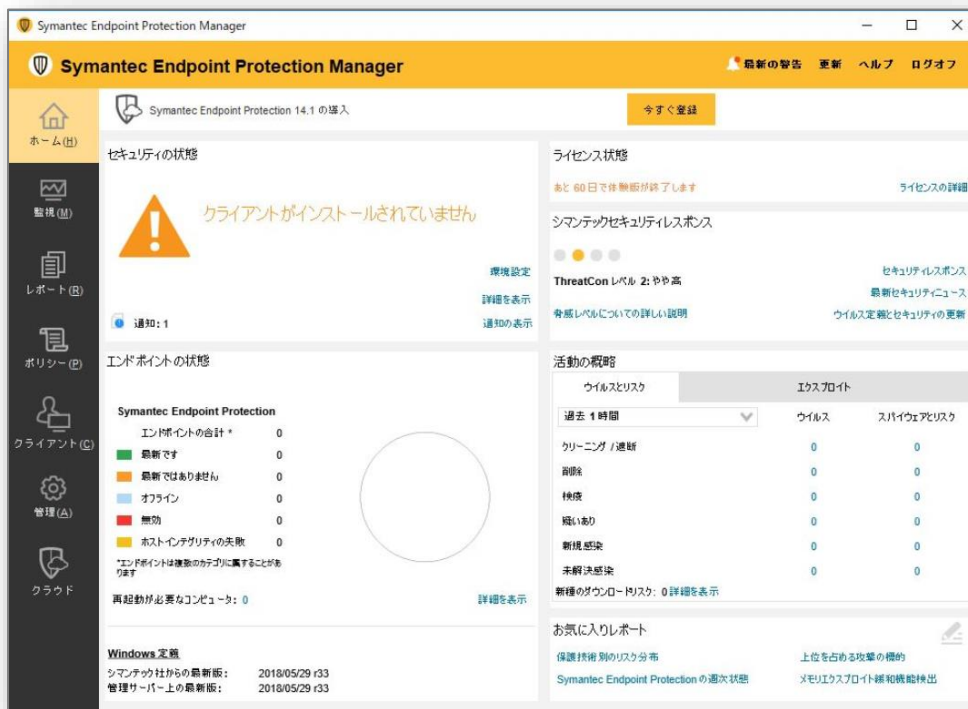 Symantec Endpoint Protection Manager
Symantec Endpoint Protection Manager
最新の警告 更新 ヘルプ ログオフ
ホーム(H)
監視(M)
レポート(R)
ポリシー(P)
クライアント(C)
管理(A)
クラウド
Symantec Endpoint Protection 14.1 の導入
今すぐ登録
セキュリティの状態
クライアントがインストールされていません
環境設定
詳細を表示
通知: 1
通知の表示
エンドポイントの状態
Symantec Endpoint Protection
エンドポイントの合計 * 0
最新です 0
最新ではありません 0
オフライン 0
無効 0
ホストインテグリティの失敗 0
*エンドポイントは複数のカテゴリに属することがあ
ります
再起動が必要なコンピュータ: 0
詳細を表示
Windows 定義
シマンテック社からの最新版: 2018/05/29 r33
管理サーバー上の最新版: 2018/05/29 r33
ライセンス状態
あと 60 日で体験版が終了します
ライセンスの詳細
シマンテックセキュリティレスポンス
ThreatCon レベル 2: やや高
セキュリティレスポンス
最新セキュリティニュース
脅威レベルについての詳しい説明
ウイルス定義とセキュリティの更新
活動の概略
ウイルスとリスク エクスプロイト
過去 1 時間 ウイルス スパイウェアとリスク
クリーニング / 遮断 0 0
削除 0 0
検疫 0 0
疑いあり 0 0
新規感染 0 0
未解決感染 0 0
新種のダウンロードリスク: 0 詳細を表示
お気に入りレポート
保護技術別のリスク分布 上位を占める攻撃の標的
Symantec Endpoint Protection の週次状態 メモリエクスプロイト緩和機能検出